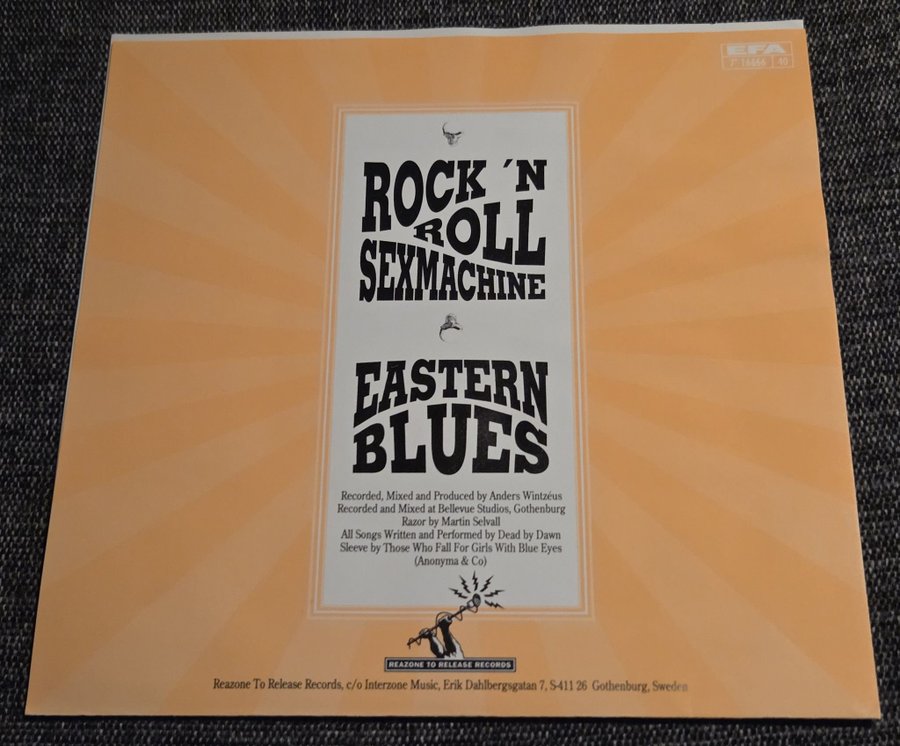 EFA
7" 16666 40
ROCK 'N
ROLL
SEXMACHINE
EASTERN
BLUES
Recorded, Mixed and Produced by Anders Wintzéus
Recorded and Mixed at Bellevue Studios, Gothenburg
Razor by Martin Selvall
All Songs Written and Performed by Dead by Dawn
Sleeve by Those Who Fall For Girls With Blue Eyes
(Anonyma & Co)
REAZONE TO RELEASE RECORDS
Reazone To Release Records, c/o Interzone Music, Erik Dahlbergsgatan 7, S-411 26 Gothenburg, Sweden